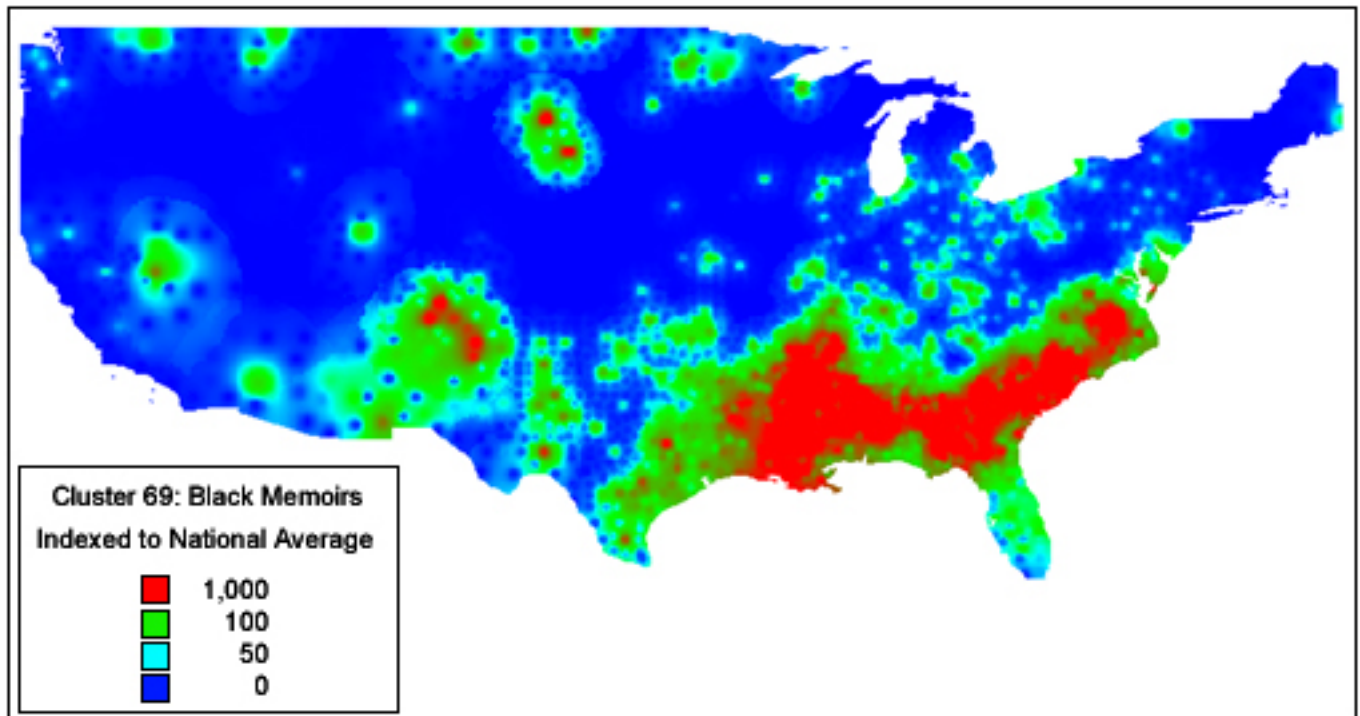 Cluster 69: Black Memoirs
Indexed to National Average
1,000
100
50
0